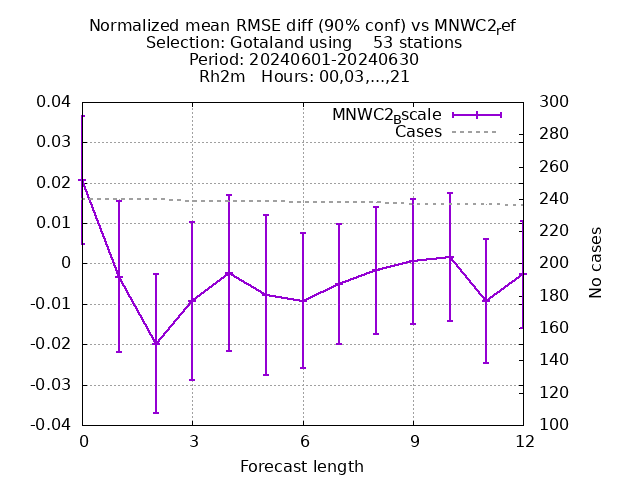 Normalized mean RMSE diff (90% conf) vs MNWC2ref
Selection: Gotaland using    53 stations
Period: 20240601-20240630
Rh2m   Hours: 00,03,...,21
MNWC2Bscale
Cases
0.04
0.03
0.02
0.01
0
-0.01
-0.02
-0.03
-0.04
300
280
260
240
220
200
180
160
140
120
100
No cases
0 3 6 9 12
Forecast length